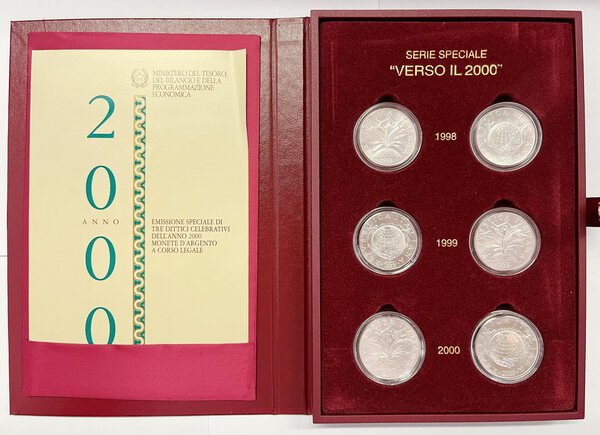 MINISTERO DEL TESORO,
DEL BILANCIO E DELLA
PROGRAMMAZIONE
ECONOMICA
2
0
ANNO
0
0
EMISSIONE SPECIALE DI
TRE DITTICI CELEBRATIVI
DELL'ANNO 2000
MONETE D'ARGENTO
A CORSO LEGALE
SERIE SPECIALE
"VERSO IL 2000"
1998
1999
2000